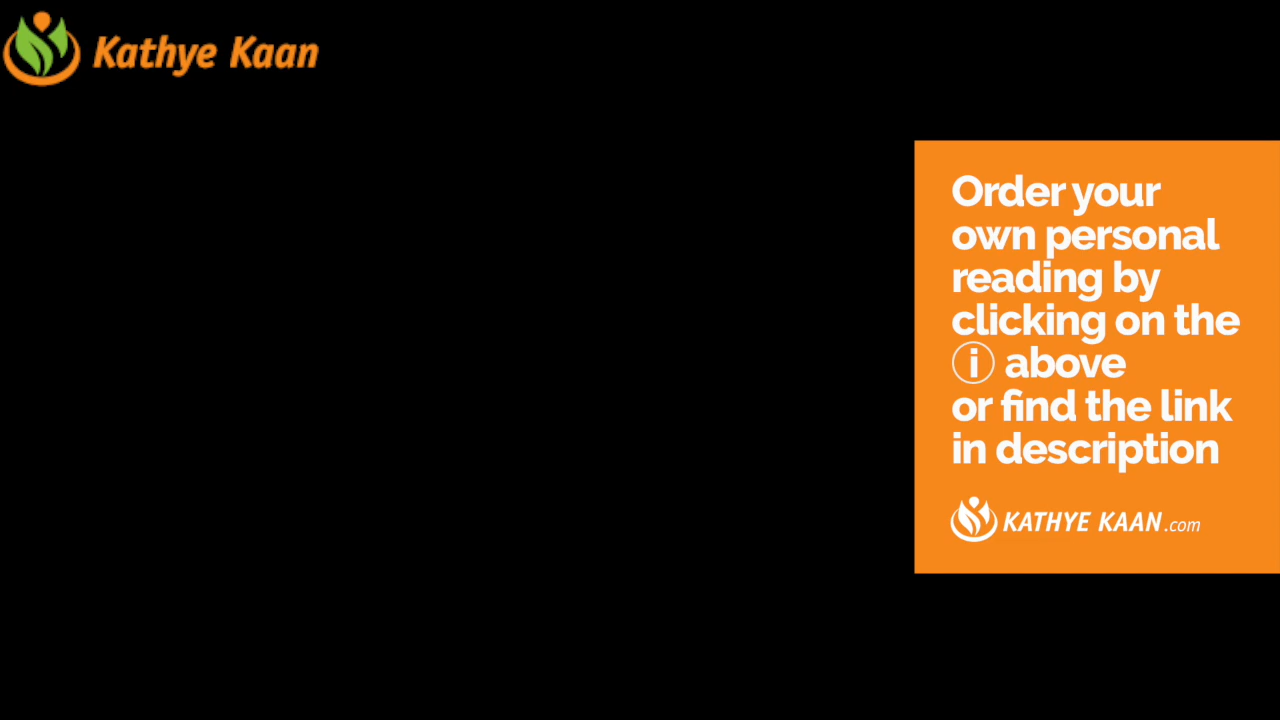 Kathye Kaan
Order your
own personal
reading by
clicking on the
i above
or find the link
in description
KATHYE KAAN.com